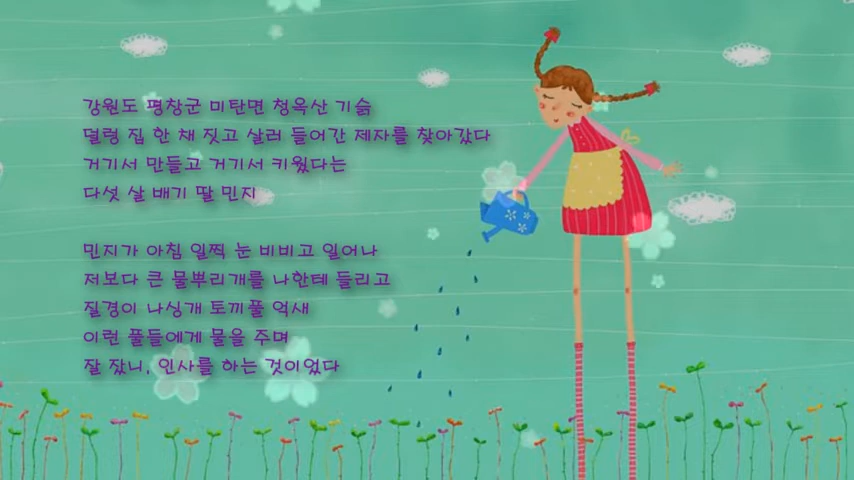 강원도 평창군 미탄면 청옥산 기슭
덜렁 집 한 채 짓고 살러 들어간 제자를 찾아갔다
거기서 만들고 거기서 키웠다는
다섯 살 배기 딸 민지
민지가 아침 일찍 눈 비비고 일어나
저보다 큰 물뿌리개를 나한테 들리고
질경이 나싱개 토끼풀 억새
이런 풀들에게 물을 주며
잘 잤니, 인사를 하는 것이었다